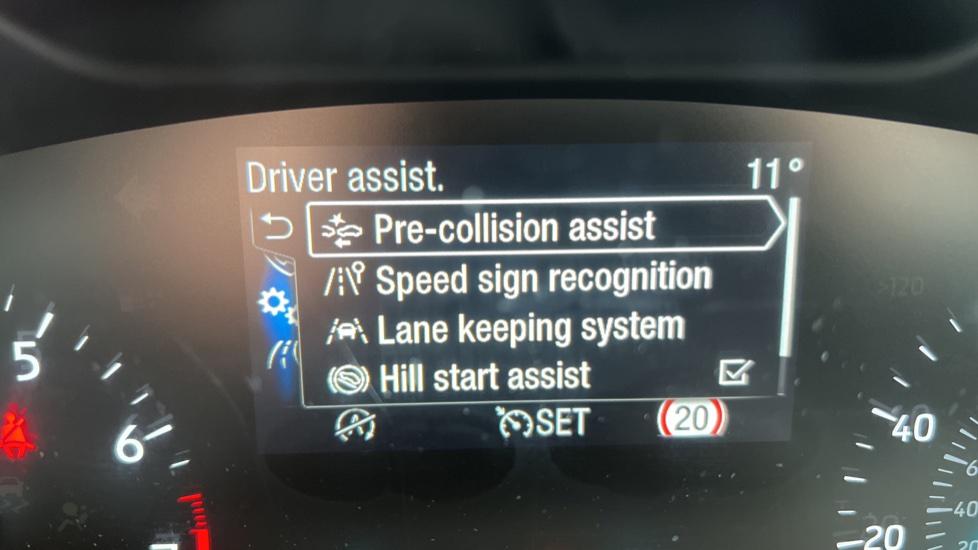 Driver assist. 11°
Pre-collision assist
Speed sign recognition
Lane keeping system
Hill start assist
SET 20
5
6
40
20
40